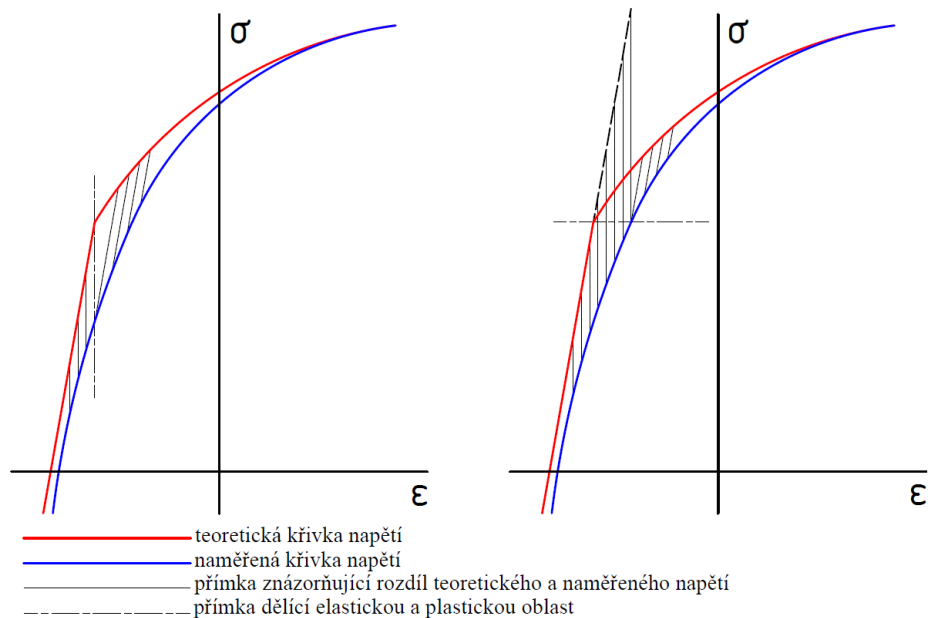 σ
σ
ε
ε
teoretická křivka napětí
naměřená křivka napětí
přímka znázorňující rozdíl teoretického a naměřeného napětí
přímka dělící elastickou a plastickou oblast